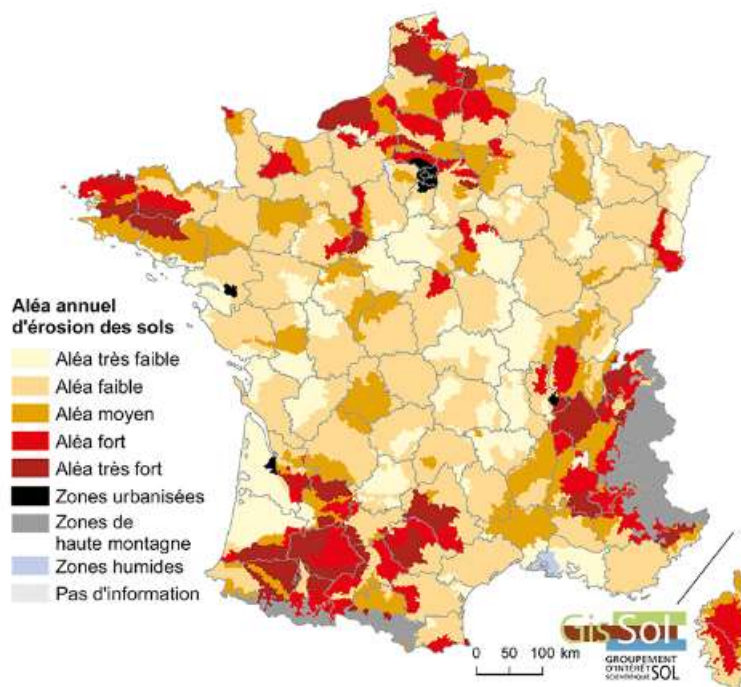 Aléa annuel
d'érosion des sols
Aléa très faible
Aléa faible
Aléa moyen
Aléa fort
Aléa très fort
Zones urbanisées
Zones de
haute montagne
Zones humides
Pas d'information
0 50 100 km
Gis Sol
GROUPEMENT
D'INTÉRÊT
SCIENTIFIQUE SOL